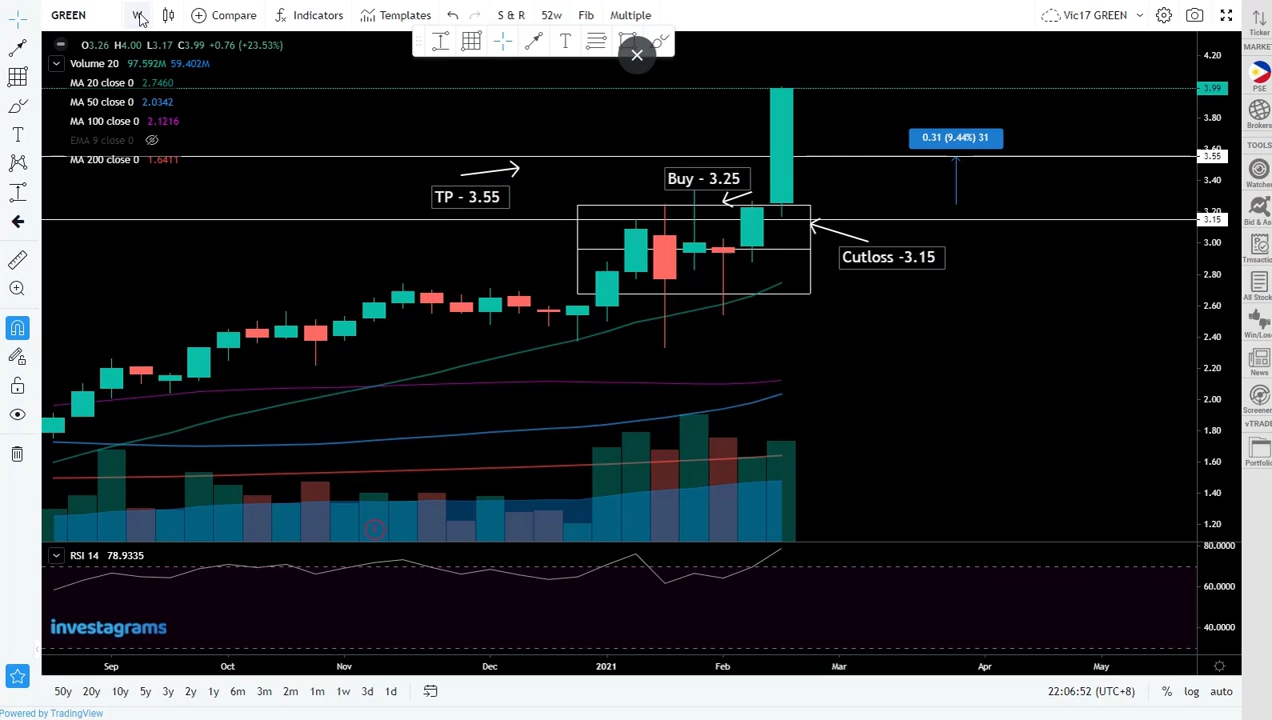 GREEN
W
Compare
Indicators
Templates
S & R
52w
Fib
Multiple
Vic17 GREEN
Ticker
O3.26 H4.00 L3.17 C3.99 +0.76 (+23.53%)
Volume 20 97.592M 59.402M
MA 20 close 0 2.7460
MA 50 close 0 2.0342
MA 100 close 0 2.1216
EMA 9 close 0
MA 200 close 0 1.6411
TP - 3.55
Buy - 3.25
Cutloss -3.15
0.31 (9.44%) 31
4.20
3.99
3.80
3.60
3.55
3.40
3.20
3.15
3.00
2.80
2.60
2.40
2.20
2.00
1.80
1.60
1.40
1.20
80.0000
60.0000
40.0000
MARKE
PSE
Brokers
TOOLS
Watcher
Bid & As
Trnsactio
All Stock
Win/Lose
News
Screener
vTRADE
Portfolio
RSI 14 78.9335
investagrams
Sep
Oct
Nov
Dec
2021
Feb
Mar
Apr
May
50y 20y 10y 5y 3y 2y 1y 6m 3m 2m 1m 1w 3d 1d
22:06:52 (UTC+8)
% log auto
Powered by TradingView